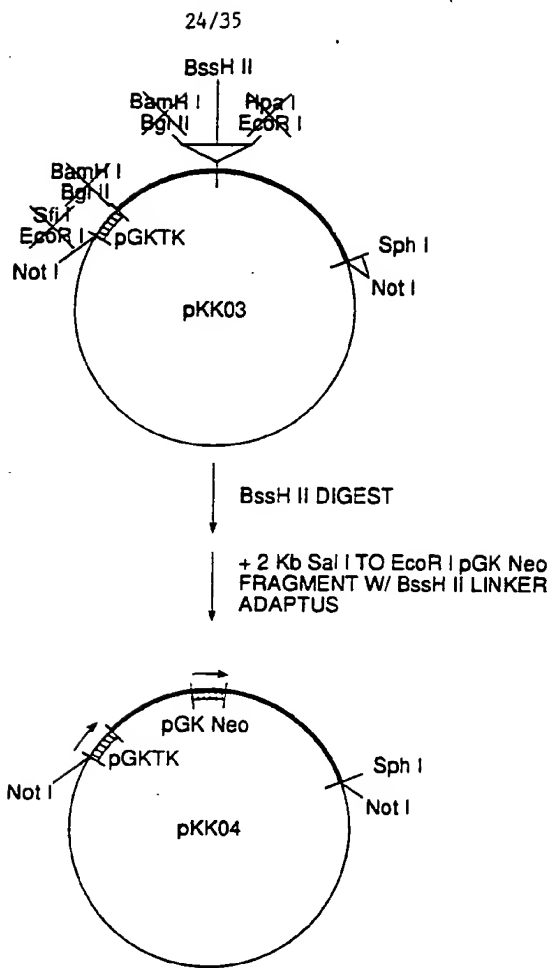 24/35
BssH II
BamH I
Bgl II
Hpa I
EcoR I
BamH I
Bgl II
Sfi I
EcoR I
pGKTK
Not I
Sph I
Not I
pKK03
BssH II DIGEST
+ 2 Kb Sal I TO EcoR I pGK Neo
FRAGMENT W/ BssH II LINKER
ADAPTUS
pGK Neo
pGKTK
Not I
Sph I
Not I
pKK04